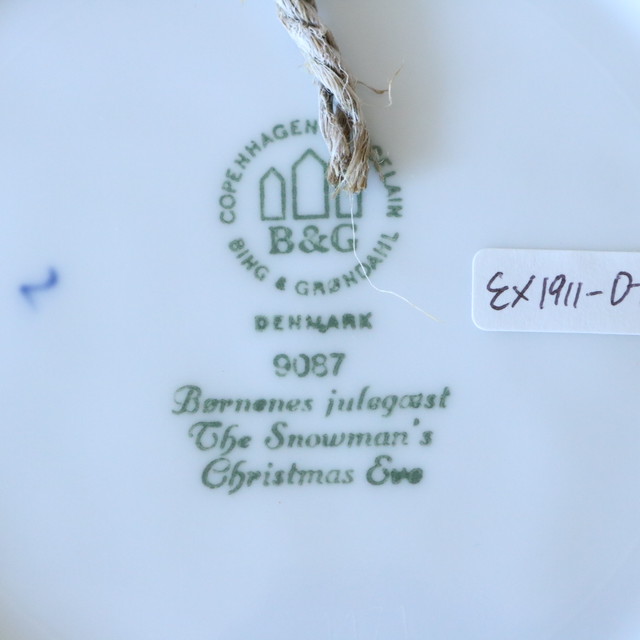 COPENHAGEN
B&G
BING & GRØNDAHL
DENMARK
9087
Børnenes julegæst
The Snowman's
Christmas Eve
EX1911-0-